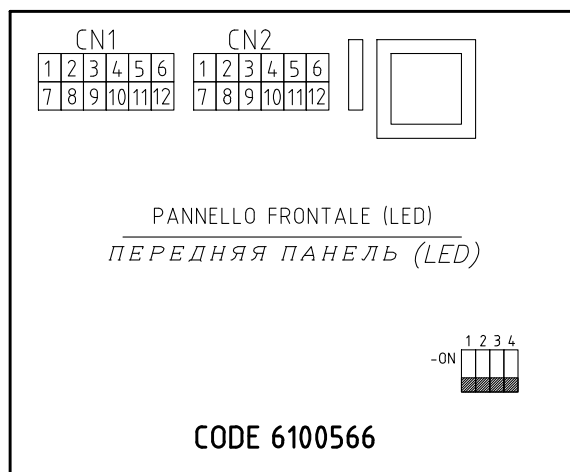 CN1 CN2
1 2 3 4 5 6 1 2 3 4 5 6
7 8 9 10 11 12 7 8 9 10 11 12
PANNELLO FRONTALE (LED)
ПЕРЕДНЯЯ ПАНЕЛЬ (LED)
1 2 3 4
-ON
CODE 6100566